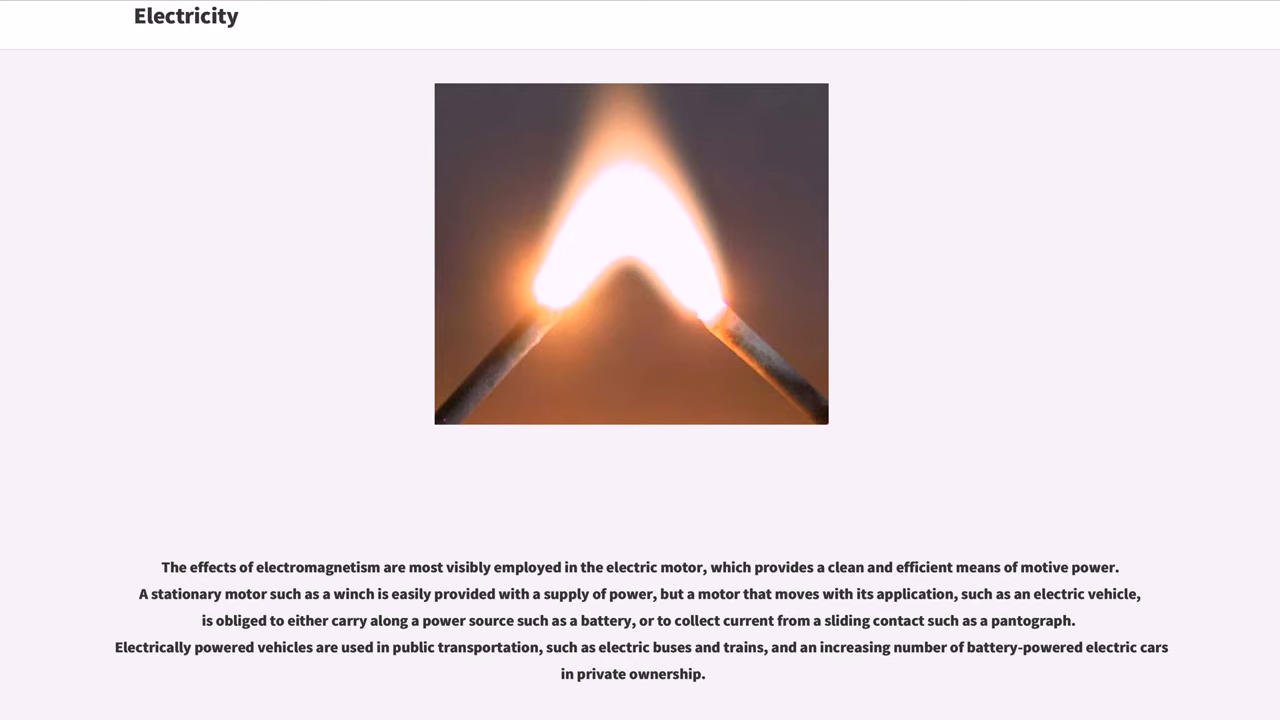 Electricity
The effects of electromagnetism are most visibly employed in the electric motor, which provides a clean and efficient means of motive power.
A stationary motor such as a winch is easily provided with a supply of power, but a motor that moves with its application, such as an electric vehicle,
is obliged to either carry along a power source such as a battery, or to collect current from a sliding contact such as a pantograph.
Electrically powered vehicles are used in public transportation, such as electric buses and trains, and an increasing number of battery-powered electric cars
in private ownership.